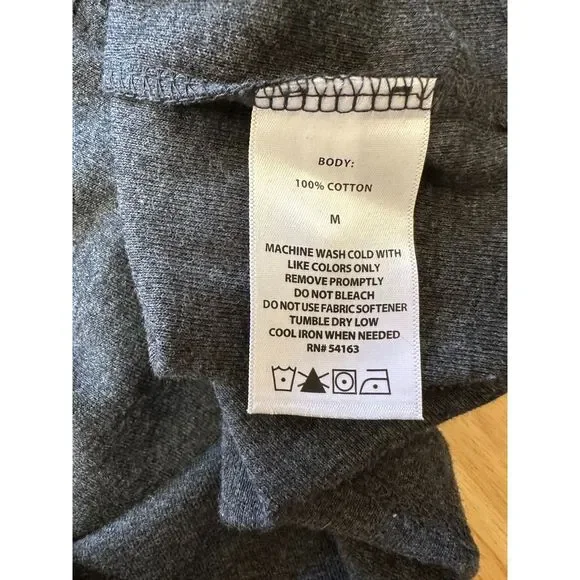 BODY:
100% COTTON
M
MACHINE WASH COLD WITH
LIKE COLORS ONLY
REMOVE PROMPTLY
DO NOT BLEACH
DO NOT USE FABRIC SOFTENER
TUMBLE DRY LOW
COOL IRON WHEN NEEDED
RN# 54163